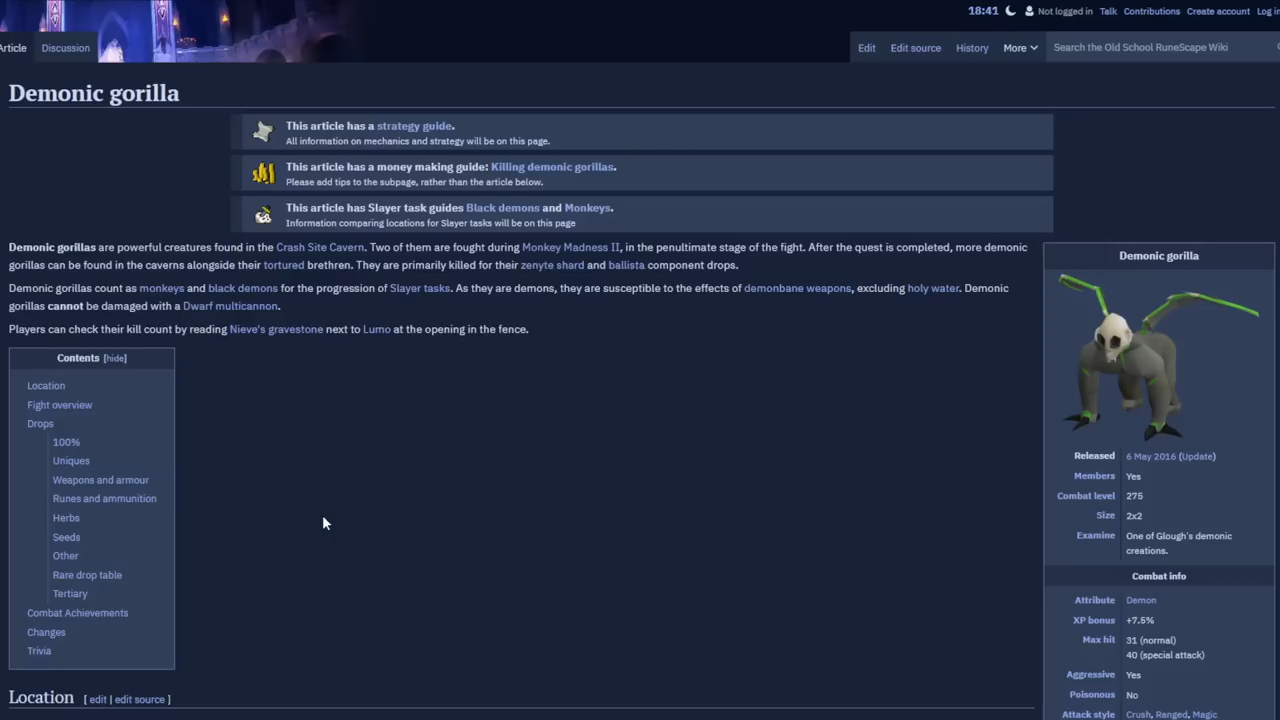 18:41 Not logged in Talk Contributions Create account Log in
Article Discussion Edit Edit source History More Search the Old School RuneScape Wiki
Demonic gorilla
This article has a strategy guide.
All information on mechanics and strategy will be on this page.
This article has a money making guide: Killing demonic gorillas.
Please add tips to the subpage, rather than the article below.
This article has Slayer task guides Black demons and Monkeys.
Information comparing locations for Slayer tasks will be on this page
Demonic gorillas are powerful creatures found in the Crash Site Cavern. Two of them are fought during Monkey Madness II, in the penultimate stage of the fight. After the quest is completed, more demonic
gorillas can be found in the caverns alongside their tortured brethren. They are primarily killed for their zenyte shard and ballista component drops.
Demonic gorillas count as monkeys and black demons for the progression of Slayer tasks. As they are demons, they are susceptible to the effects of demonbane weapons, excluding holy water. Demonic
gorillas cannot be damaged with a Dwarf multicannon.
Players can check their kill count by reading Nieve's gravestone next to Lumo at the opening in the fence.
Contents [hide]
Location
Fight overview
Drops
100%
Uniques
Weapons and armour
Runes and ammunition
Herbs
Seeds
Other
Rare drop table
Tertiary
Combat Achievements
Changes
Trivia
Location [ edit | edit source ]
Demonic gorilla
Released 6 May 2016 (Update)
Members Yes
Combat level 275
Size 2x2
Examine One of Glough's demonic
creations.
Combat info
Attribute Demon
XP bonus +7.5%
Max hit 31 (normal)
40 (special attack)
Aggressive Yes
Poisonous No
Attack style Crush, Ranged, Magic